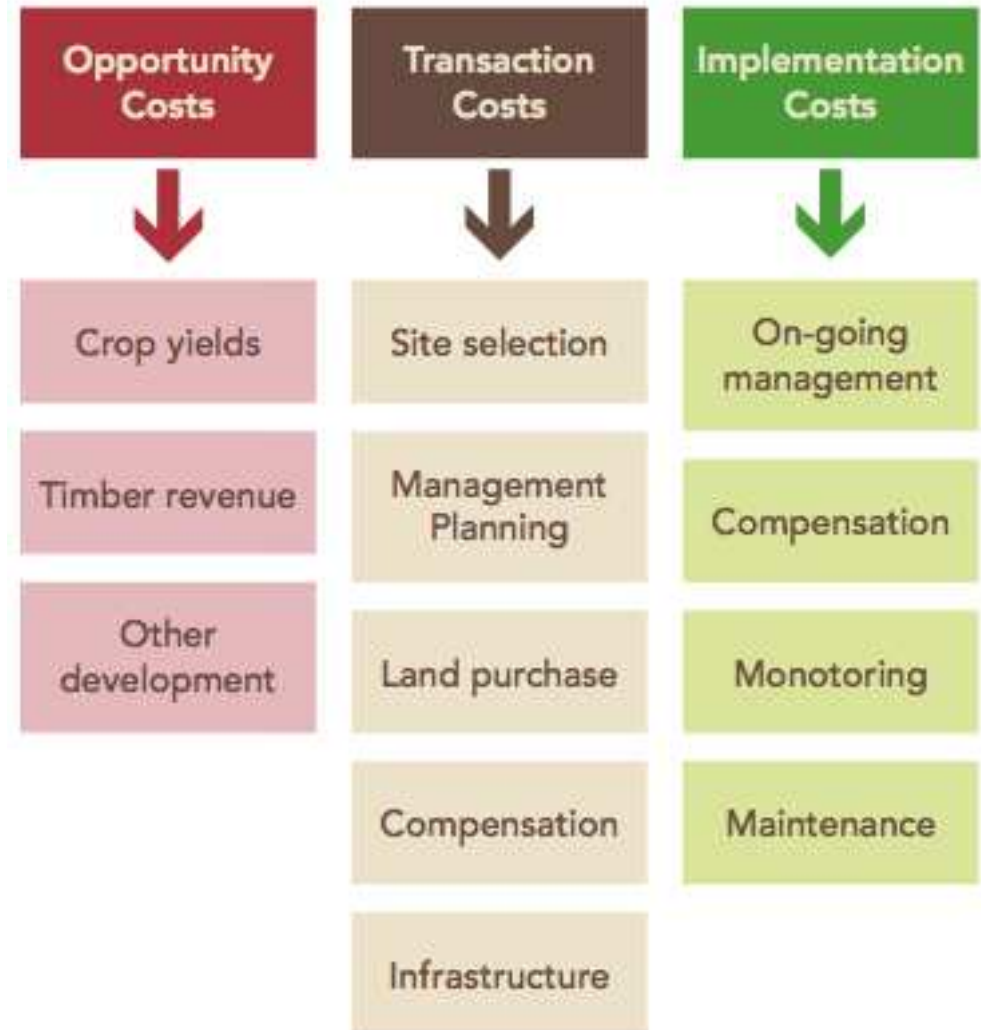 Opportunity
Costs
Crop yields
Timber revenue
Other
development
Transaction
Costs
Site selection
Management
Planning
Land purchase
Compensation
Infrastructure
Implementation
Costs
On-going
management
Compensation
Monotoring
Maintenance